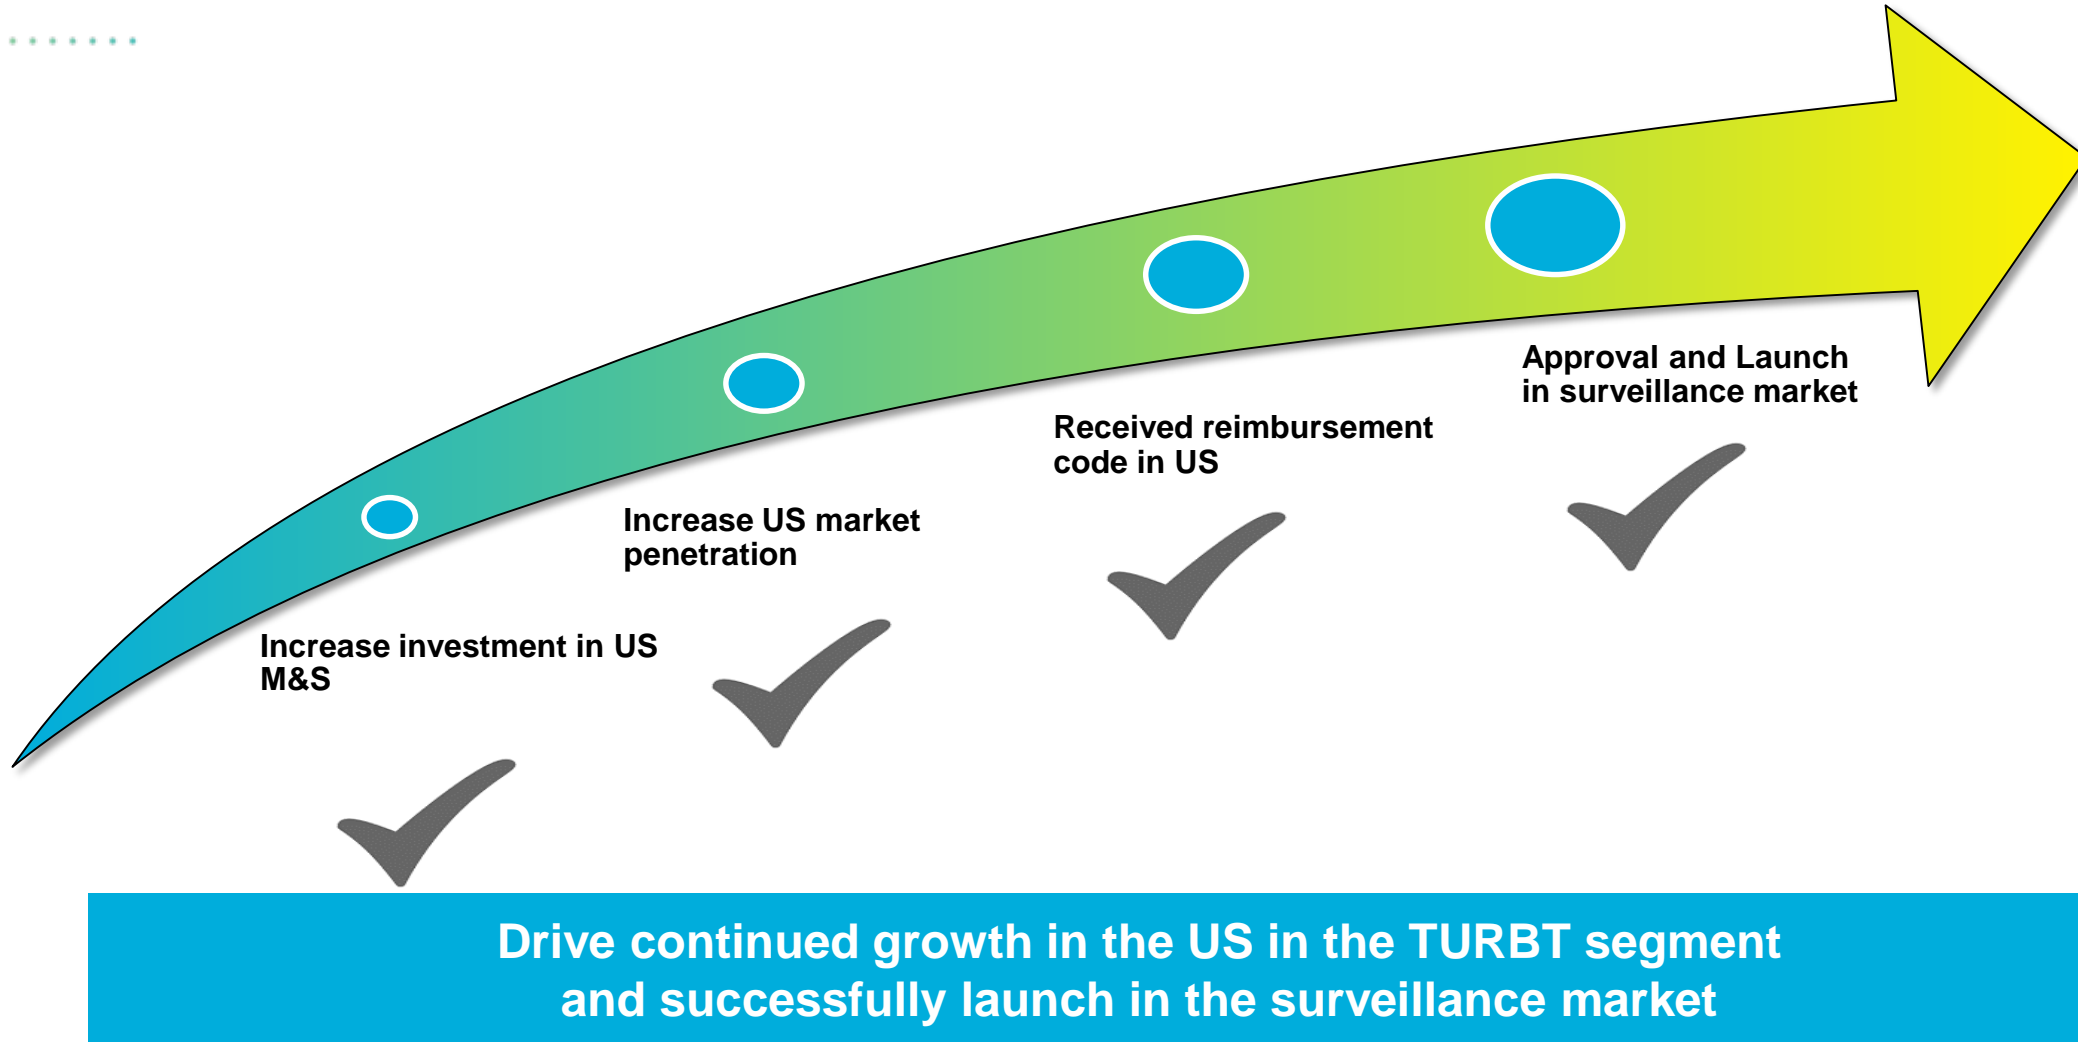 Approval and Launch
in surveillance market
Received reimbursement
code in US
Increase US market
penetration
Increase investment in US
M&S
Drive continued growth in the US in the TURBT segment
and successfully launch in the surveillance market